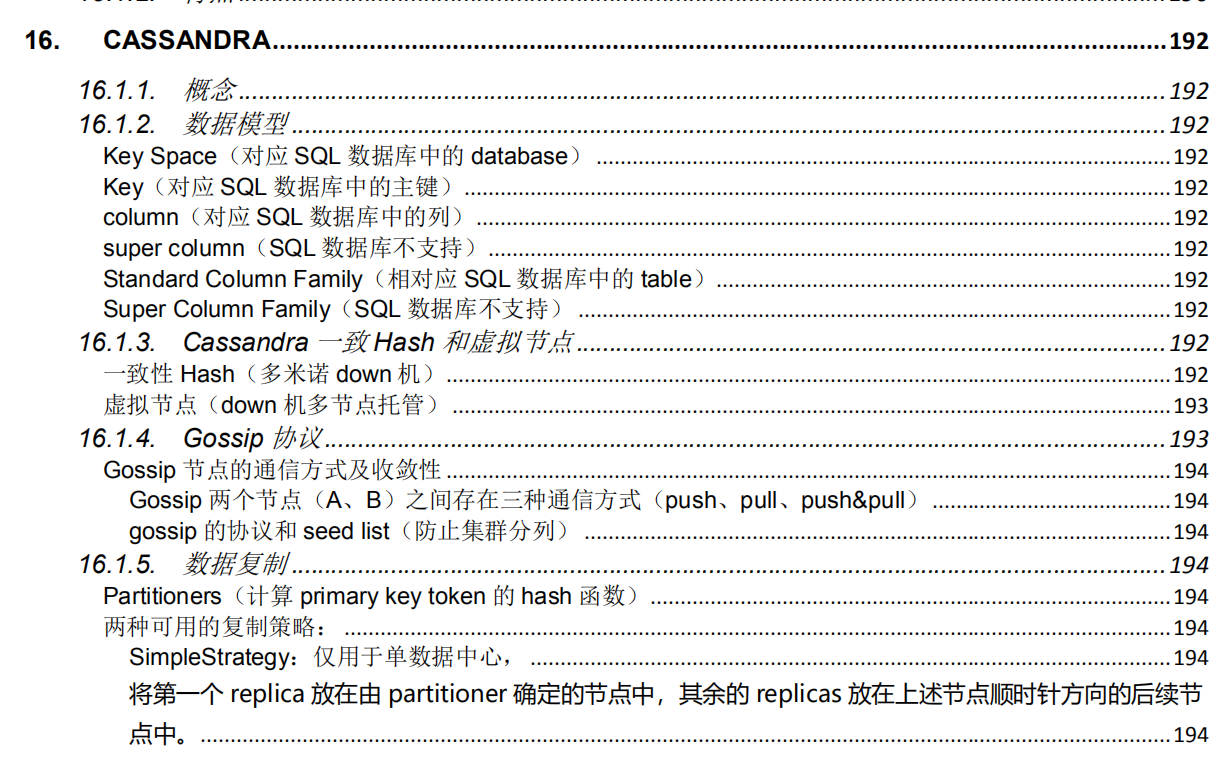 16. CASSANDRA 192
16.1.1. 概念 192
16.1.2. 数据模型 192
Key Space（对应 SQL 数据库中的 database） 192
Key（对应 SQL 数据库中的主键） 192
column（对应 SQL 数据库中的列） 192
super column（SQL 数据库不支持） 192
Standard Column Family（相对应 SQL 数据库中的 table） 192
Super Column Family（SQL 数据库不支持） 192
16.1.3. Cassandra 一致 Hash 和虚拟节点 192
一致性 Hash（多米诺 down 机） 192
虚拟节点（down 机多节点托管） 193
16.1.4. Gossip 协议 193
Gossip 节点的通信方式及收敛性 194
Gossip 两个节点（A、B）之间存在三种通信方式（push、pull、push&pull） 194
gossip 的协议和 seed list（防止集群分列） 194
16.1.5. 数据复制 194
Partitioners（计算 primary key token 的 hash 函数） 194
两种可用的复制策略： 194
SimpleStrategy：仅用于单数据中心， 194
将第一个 replica 放在由 partitioner 确定的节点中，其余的 replicas 放在上述节点顺时针方向的后续节
点中。 194